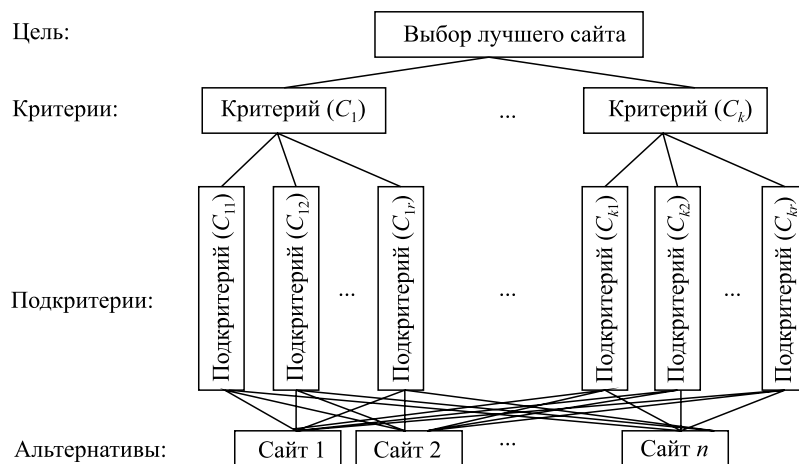 Цель:
Выбор лучшего сайта
Критерии:
Критерий (C1)
...
Критерий (Ck)
Подкритерии:
Подкритерий (C11)
Подкритерий (C12)
...
Подкритерий (C1r)
...
Подкритерий (Ck1)
Подкритерий (Ck2)
...
Подкритерий (Ckr)
Альтернативы:
Сайт 1
Сайт 2
...
Сайт n